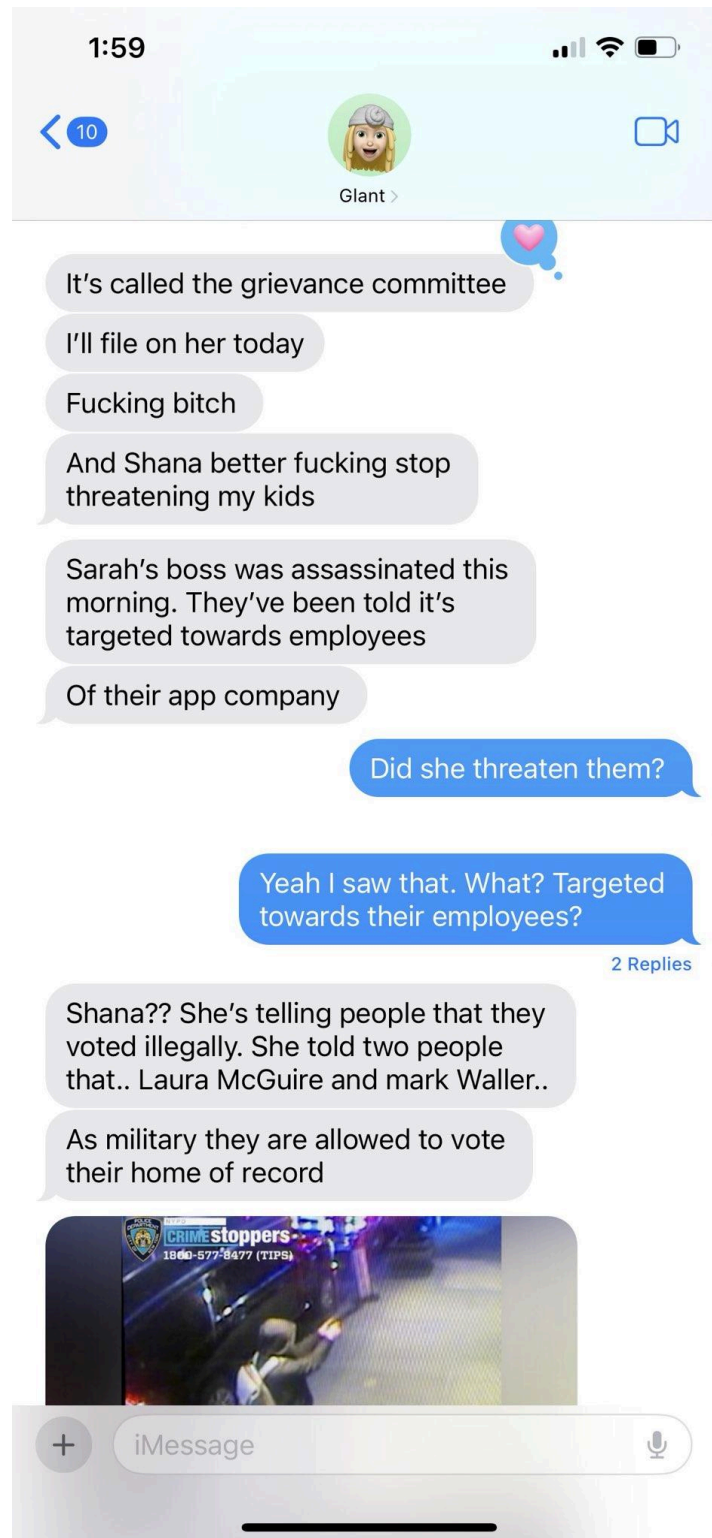 1:59
10
Glant >
It's called the grievance committee
I'll file on her today
Fucking bitch
And Shana better fucking stop
threatening my kids
Sarah's boss was assassinated this
morning. They've been told it's
targeted towards employees
Of their app company
Did she threaten them?
Yeah I saw that. What? Targeted
towards their employees?
2 Replies
Shana?? She's telling people that they
voted illegally. She told two people
that.. Laura McGuire and mark Waller..
As military they are allowed to vote
their home of record
POLICE
NYPD
CRIMEstoppers
1800-577-8477 (TIPS)
iMessage